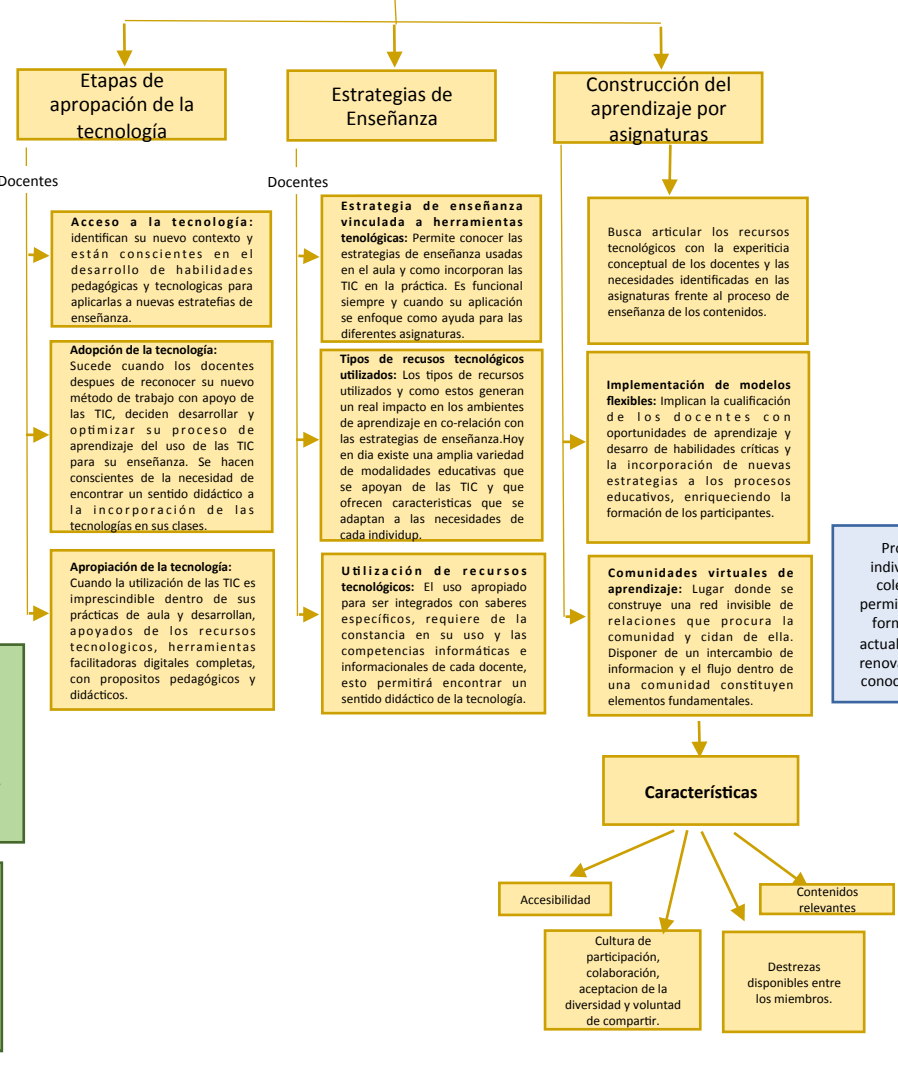 Etapas de
apropación de la
tecnología
Docentes
Acceso a la tecnología:
identifican su nuevo contexto y
están conscientes en el
desarrollo de habilidades
pedagógicas y tecnologicas para
aplicarlas a nuevas estratefias de
enseñanza.
Adopción de la tecnología:
Sucede cuando los docentes
despues de reconocer su nuevo
método de trabajo con apoyo de
las TIC, deciden desarrollar y
optimizar su proceso de
aprendizaje del uso de las TIC
para su enseñanza. Se hacen
conscientes de la necesidad de
encontrar un sentido didáctico a
la incorporación de las
tecnologías en sus clases.
Apropiación de la tecnología:
Cuando la utilización de las TIC es
imprescindible dentro de sus
prácticas de aula y desarrollan,
apoyados de los recursos
tecnologicos, herramientas
facilitadoras digitales completas,
con propositos pedagógicos y
didácticos.
Estrategias de
Enseñanza
Docentes
Estrategia de enseñanza
vinculada a herramientas
tenológicas: Permite conocer las
estrategias de enseñanza usadas
en el aula y como incorporan las
TIC en la práctica. Es funcional
siempre y cuando su aplicación
se enfoque como ayuda para las
diferentes asignaturas.
Tipos de recusos tecnológicos
utilizados: Los tipos de recursos
utilizados y como estos generan
un real impacto en los ambientes
de aprendizaje en co-relación con
las estrategias de enseñanza.Hoy
en dia existe una amplia variedad
de modalidades educativas que
se apoyan de las TIC y que
ofrecen caracteristicas que se
adaptan a las necesidades de
cada individup.
Utilización de recursos
tecnológicos: El uso apropiado
para ser integrados con saberes
específicos, requiere de la
constancia en su uso y las
competencias informáticas e
informacionales de cada docente,
esto permitirá encontrar un
sentido didáctico de la tecnología.
Construcción del
aprendizaje por
asignaturas
Busca articular los recursos
tecnológicos con la experiticia
conceptual de los docentes y las
necesidades identificadas en las
asignaturas frente al proceso de
enseñanza de los contenidos.
Implementación de modelos
flexibles: Implican la cualificación
de los docentes con
oportunidades de aprendizaje y
desarro de habilidades críticas y
la incorporación de nuevas
estrategias a los procesos
educativos, enriqueciendo la
formación de los participantes.
Comunidades virtuales de
aprendizaje: Lugar donde se
construye una red invisible de
relaciones que procura la
comunidad y cidan de ella.
Disponer de un intercambio de
informacion y el flujo dentro de
una comunidad constituyen
elementos fundamentales.
Características
Accesibilidad
Cultura de
participación,
colaboración,
aceptacion de la
diversidad y voluntad
de compartir.
Destrezas
disponibles entre
los miembros.
Contenidos
relevantes
Pro
indiv
cole
permi
form
actual
renova
conoc